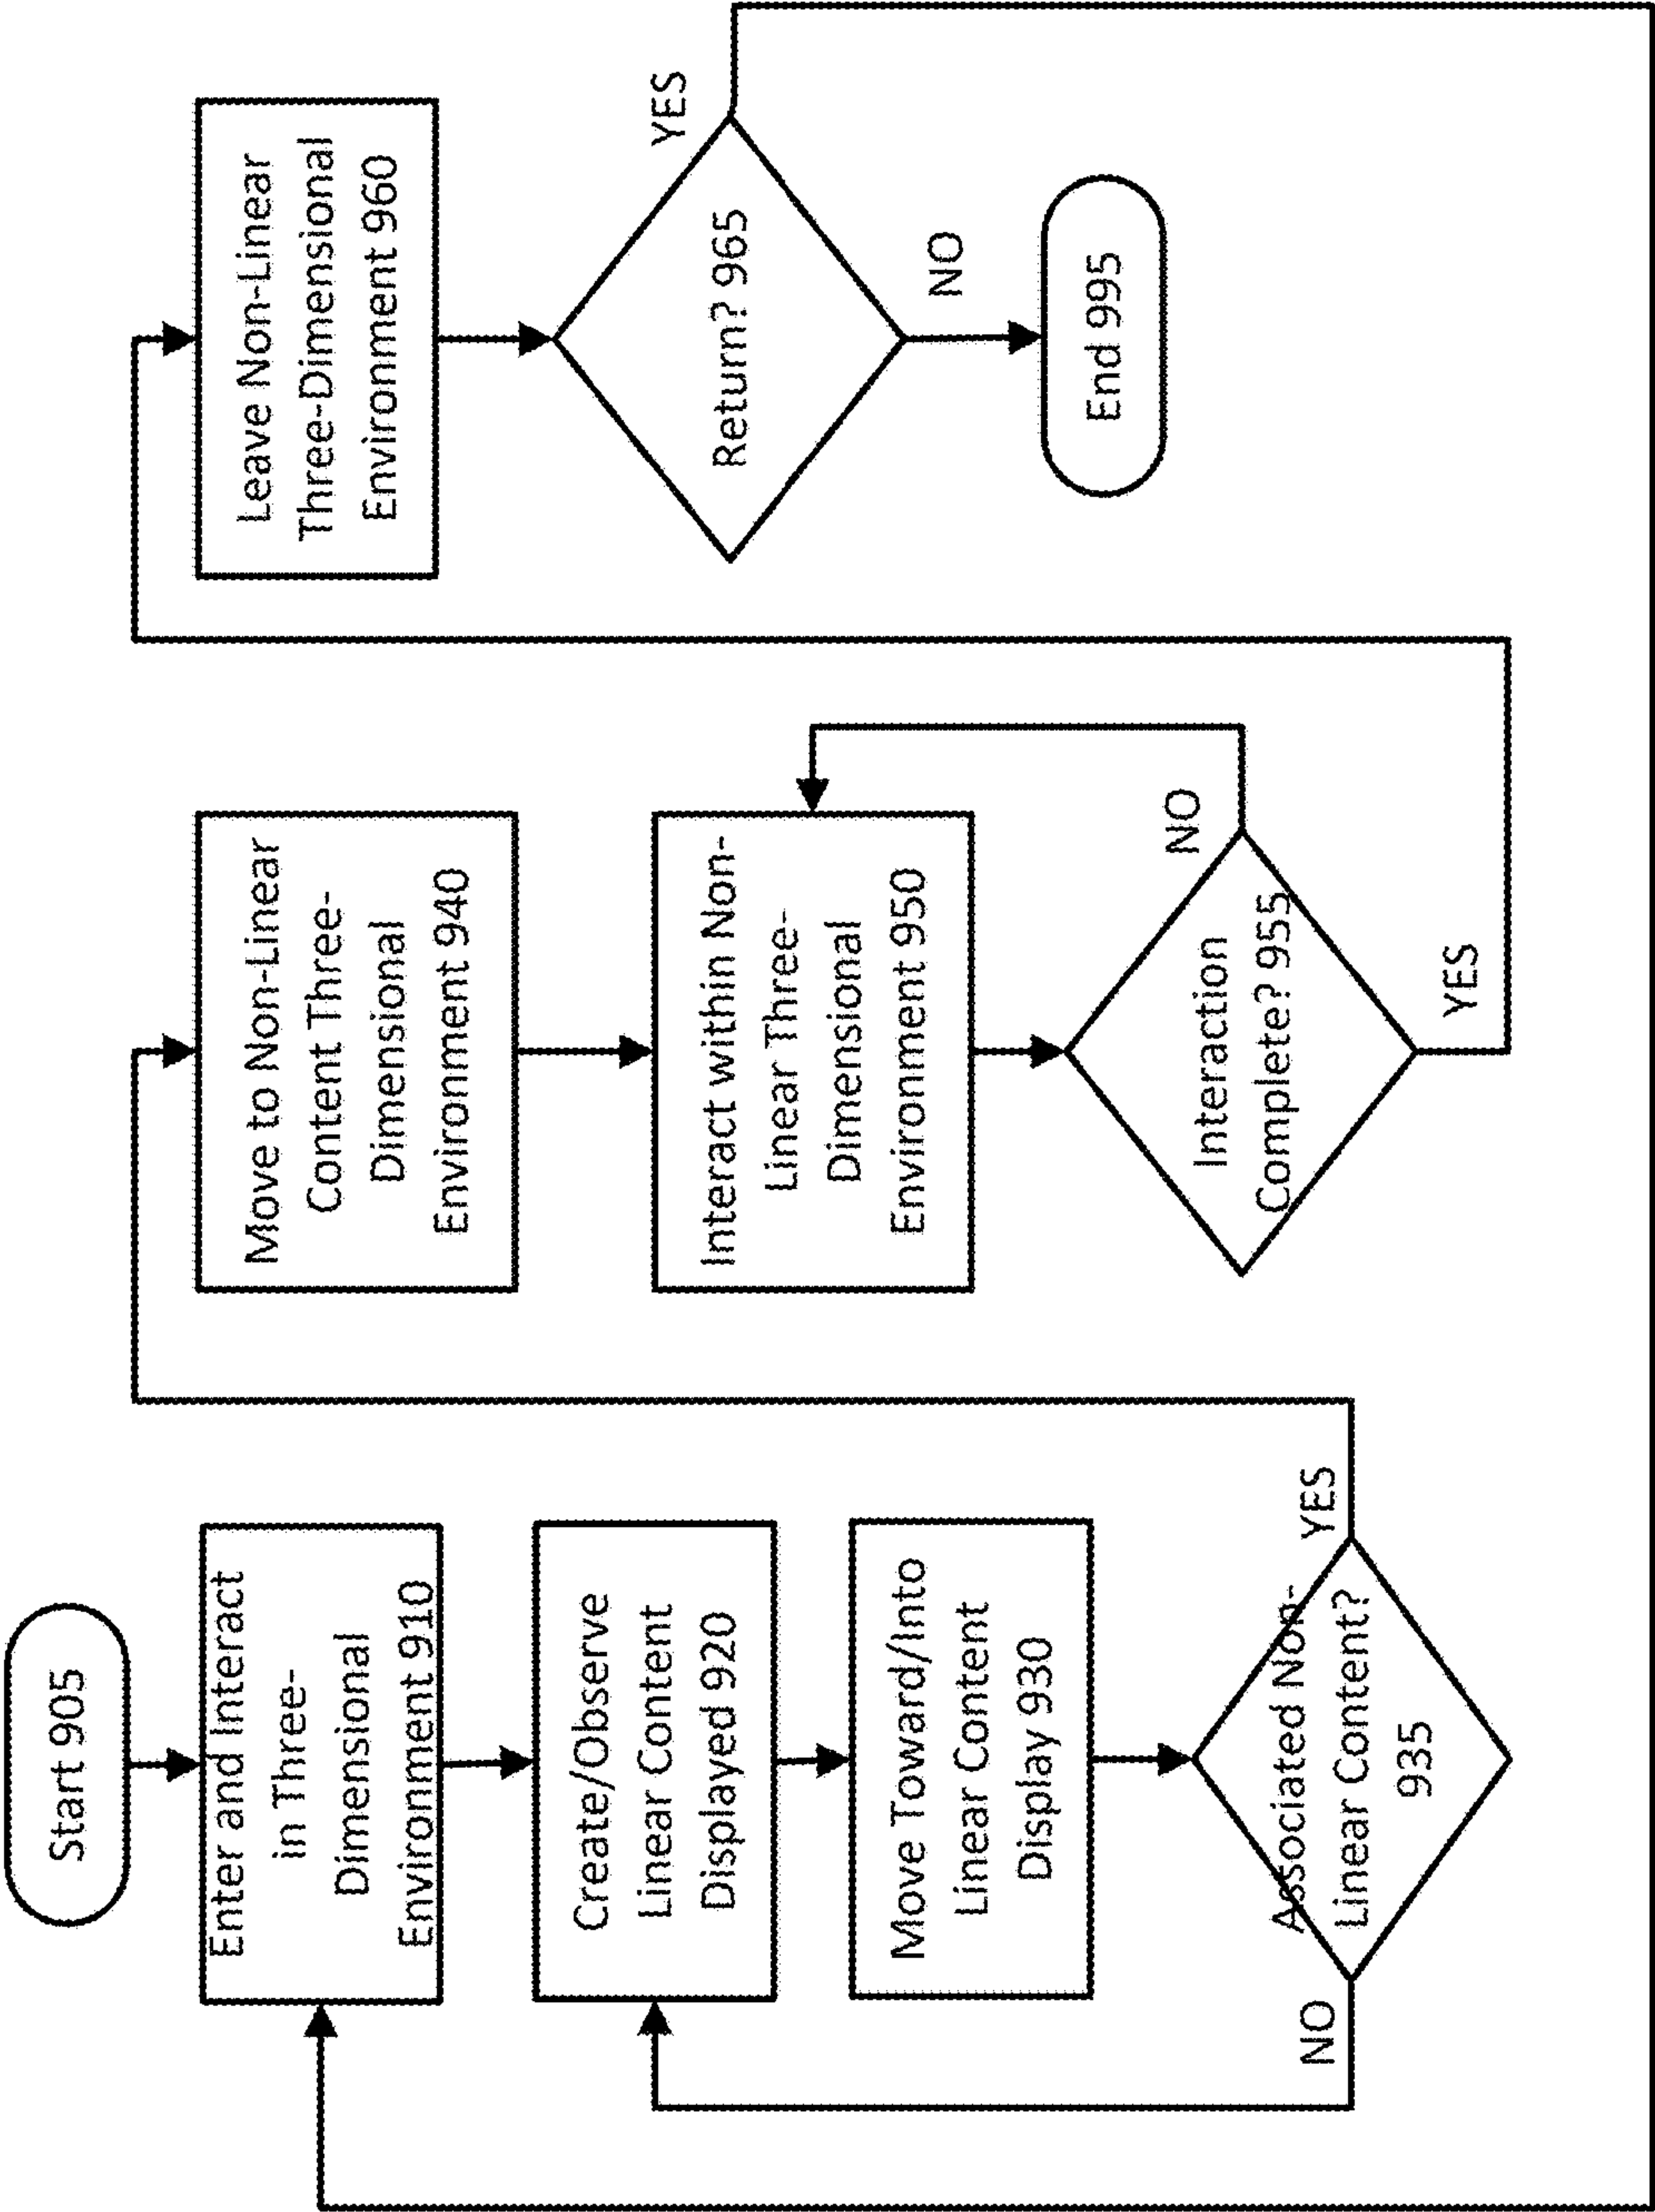 Start 905
Enter and Interact
in Three-
Dimensional
Environment 910
Create/Observe
Linear Content
Displayed 920
Move Toward/Into
Linear Content
Display 930
Associated Non-
Linear Content?
935
NO
YES
Move to Non-Linear
Content Three-
Dimensional
Environment 940
Interact within Non-
Linear Three-
Dimensional
Environment 950
Interaction
Complete? 955
NO
YES
Leave Non-Linear
Three-Dimensional
Environment 960
Return? 965
YES
NO
End 995